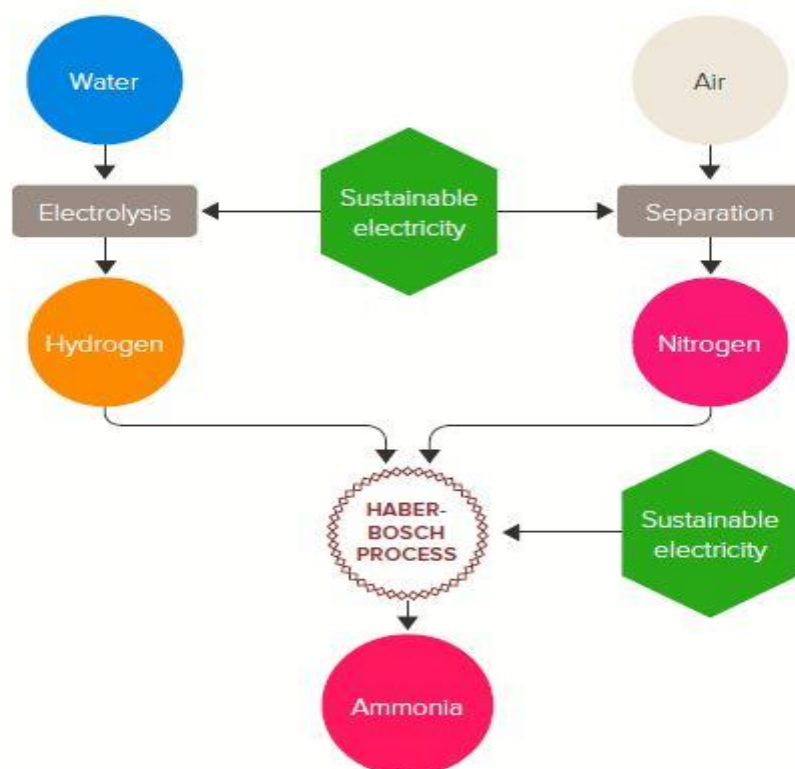 Water
Air
Electrolysis
Sustainable
electricity
Separation
Hydrogen
Nitrogen
HABER-
BOSCH
PROCESS
Sustainable
electricity
Ammonia